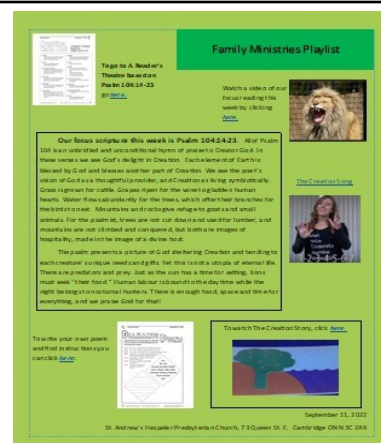 Family Ministries Playlist
To go to A Reader's
Theatre based on
Psalm 104:14-23
go here.
Watch a video of our
focus reading this
week by clicking
here.
Our focus scripture this week is Psalm 104:14-23. All of Psalm
104 is an unbridled and unconditional hymn of praise to Creator God. In
these verses we see God's delight in Creation. Each element of Earth is
blessed by God and blesses another part of Creation. We see the poet's
vision of God as a thoughtful provider, and Creation as living symbiotically.
Grass is grown for cattle. Grapes ripen for the wine to gladden human
hearts. Water flows abundantly for the trees, which offer their branches for
the birds to nest. Mountains and rocks give refuge to goats and small
animals. For the psalmist, trees are not cut down and used for lumber, and
mountains are not climbed and conquered, but both are images of
hospitality, made in the image of a divine host.
The psalm presents a picture of God sheltering Creation and tending to
each creature's unique needs and gifts. Yet this is not a utopia of eternal life.
There are predators and prey. Just as the sun has a time for setting, lions
must seek "their food." Human labour is bound to the day time while the
night belongs to nocturnal hunters. There is enough food, space and time for
everything, and we praise God for that!
The Creation Song
To write your own poem
and find instructions you
can click here:
To watch The Creation Story, click here.
September 11, 2022
St. Andrew's Hespeler Presbyterian Church, 73 Queen St. E. Cambridge ON N3C 2A9